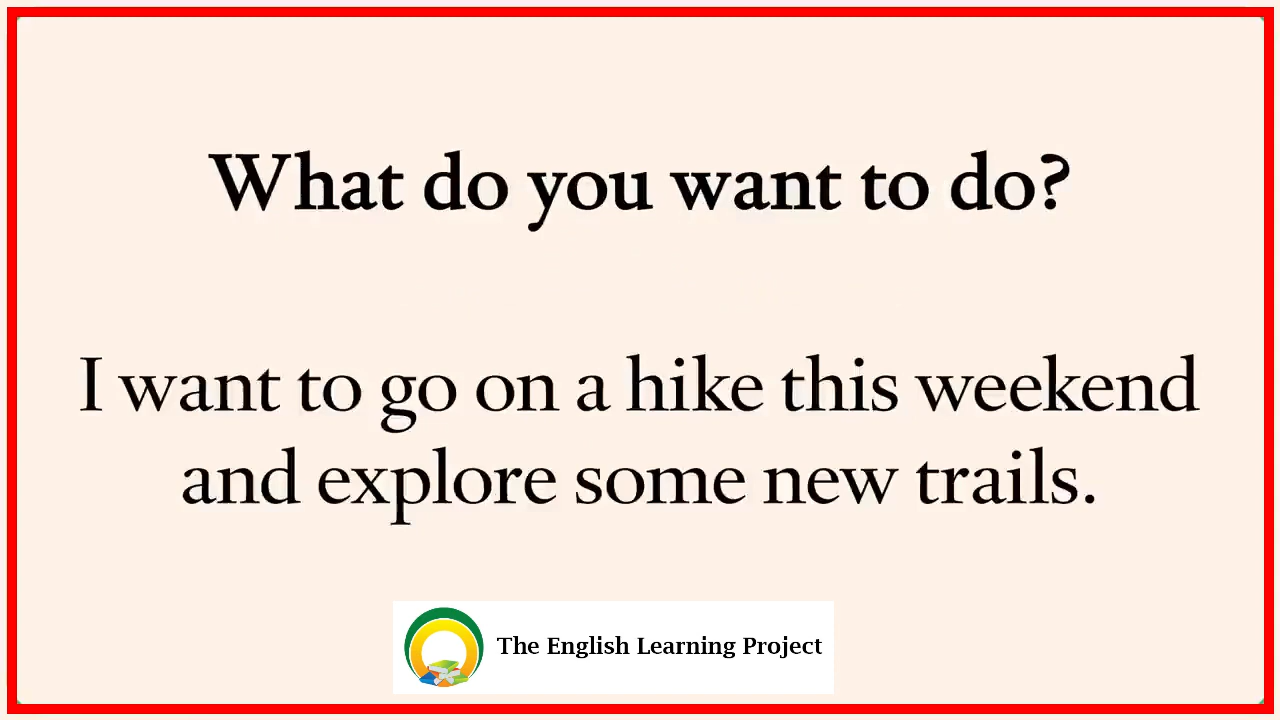 What do you want to do?
I want to go on a hike this weekend
and explore some new trails.
The English Learning Project